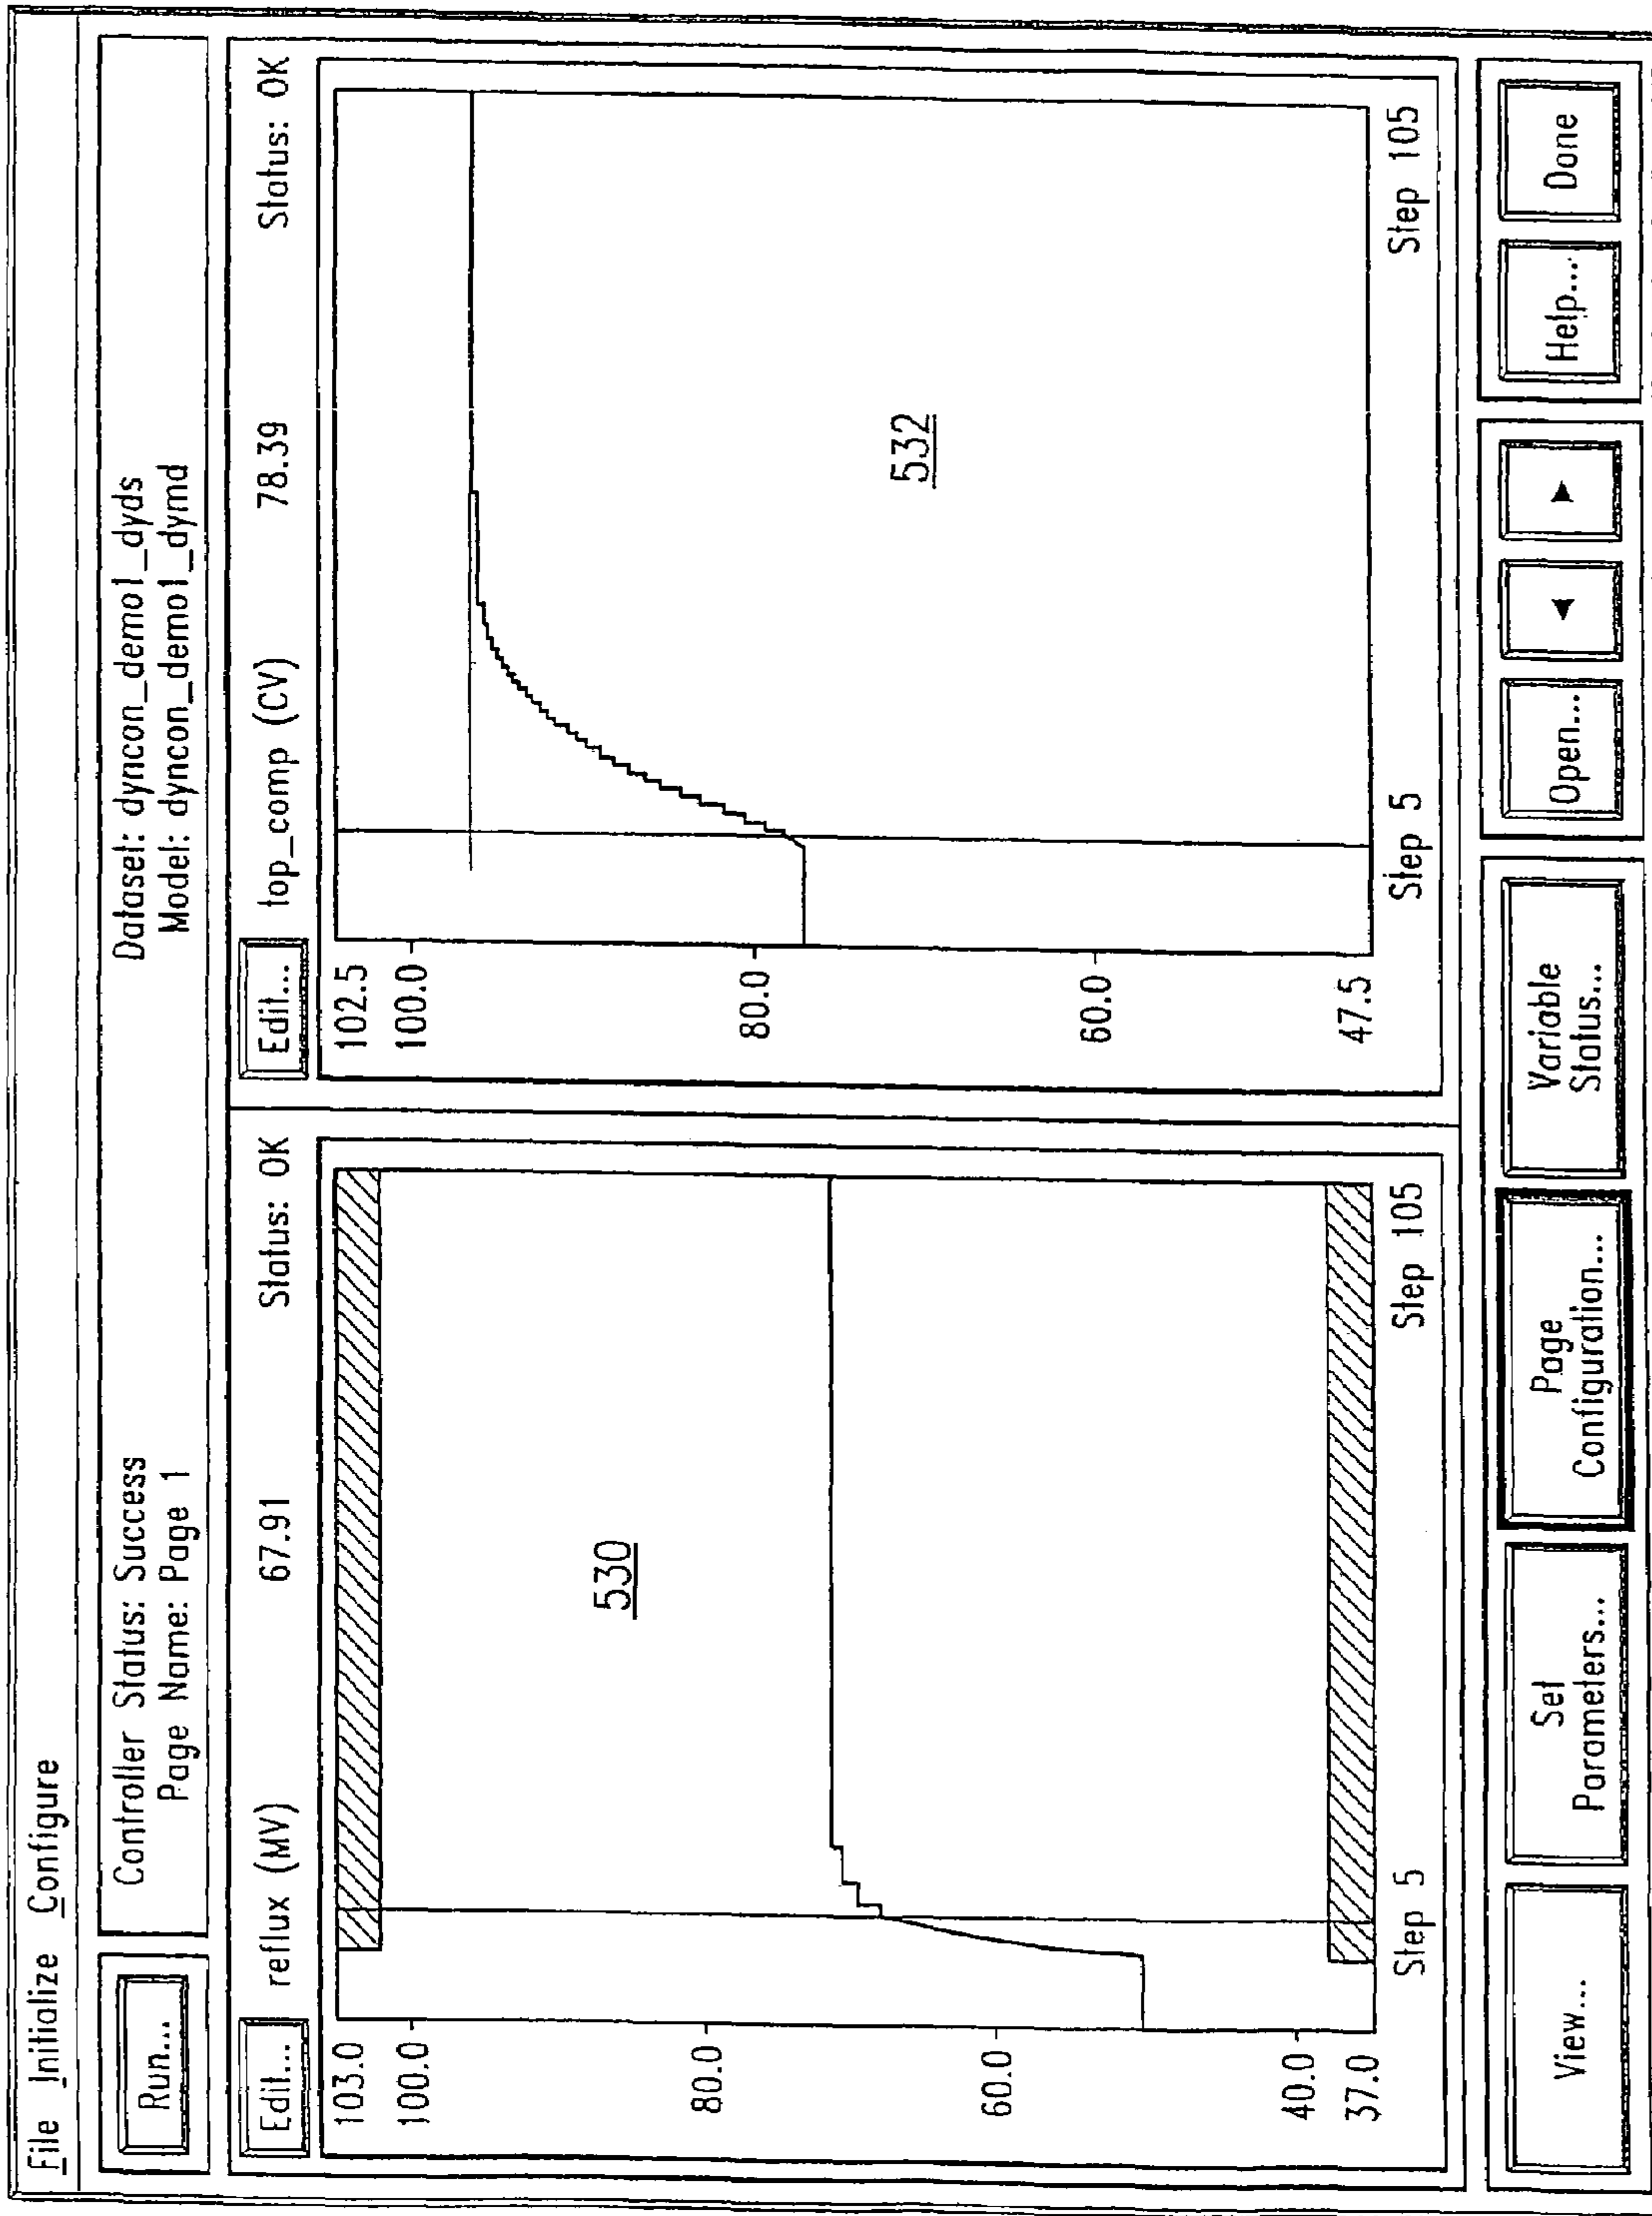 File Initialize Configure
Run...
Controller Status: Success
Page Name: Page 1
Dataset: dyncon_demo1_dyds
Model: dyncon_demo1_dymd
Edit... reflux (MV) 67.91 Status: OK
103.0
100.0
80.0
60.0
40.0
37.0
530
Step 5 Step 105
Edit... top_comp (CV) 78.39 Status: OK
102.5
100.0
80.0
60.0
47.5
532
Step 5 Step 105
View...
Set
Parameters...
Page
Configuration...
Variable
Status...
Open...
Help...
Done